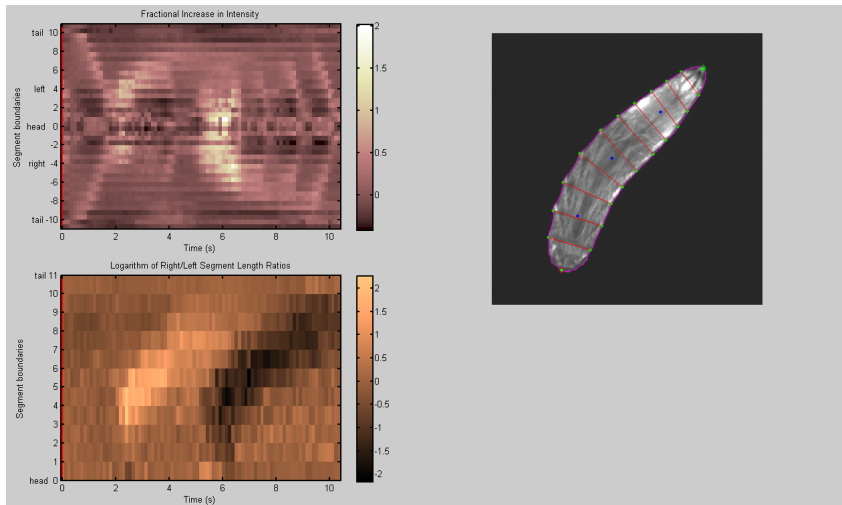 Fractional Increase in Intensity
tail 10
8
6
left 4
2
head 0
-2
right -4
-6
-8
tail -10
Segment boundaries
0 2 4 6 8 10
Time (s)
2
1.5
1
0.5
0
Logarithm of Right/Left Segment Length Ratios
tail 11
10
9
8
7
6
5
4
3
2
1
head 0
Segment boundaries
0 2 4 6 8 10
Time (s)
2
1.5
1
0.5
0
-0.5
-1
-1.5
-2